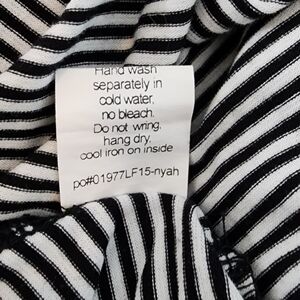 Hand wash
separately in
cold water,
no bleach.
Do not wring,
hang dry,
cool iron on inside
po#01977LF15-nyah